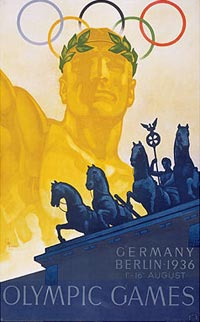 GERMANY
BERLIN·1936
1–16 AUGUST
OLYMPIC GAMES